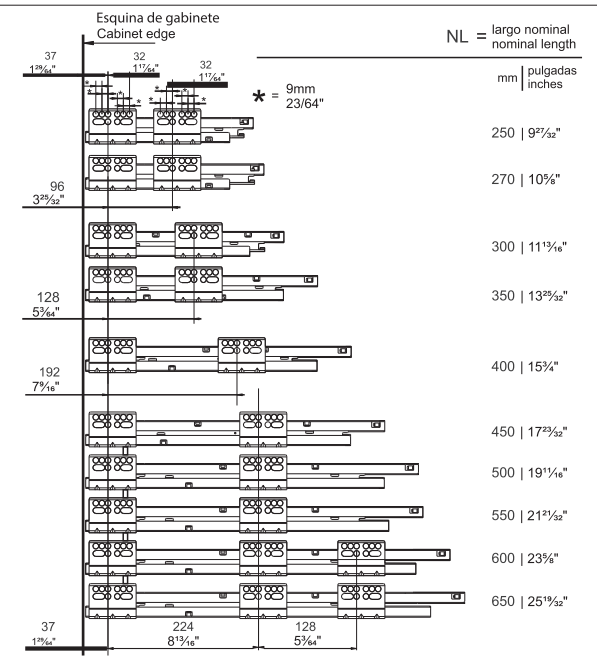 Esquina de gabinete
Cabinet edge
NL = largo nominal
nominal length
37
1²⁹⁄₆₄"
32
1¹⁷⁄₆₄"
32
1¹⁷⁄₆₄"
* = 9mm
23/64"
mm | pulgadas
inches
* * * * * * * *
250 | 9²⁷⁄₃₂"
270 | 10⁵⁄₈"
96
3²⁵⁄₃₂"
300 | 11¹³⁄₁₆"
350 | 13²⁵⁄₃₂"
128
5³⁄₆₄"
400 | 15¾"
192
7⁹⁄₁₆"
450 | 17²³⁄₃₂"
500 | 19¹¹⁄₁₆"
550 | 21²¹⁄₃₂"
600 | 23⁵⁄₈"
650 | 25¹⁹⁄₃₂"
37
1²⁹⁄₆₄"
224
8¹³⁄₁₆"
128
5³⁄₆₄"